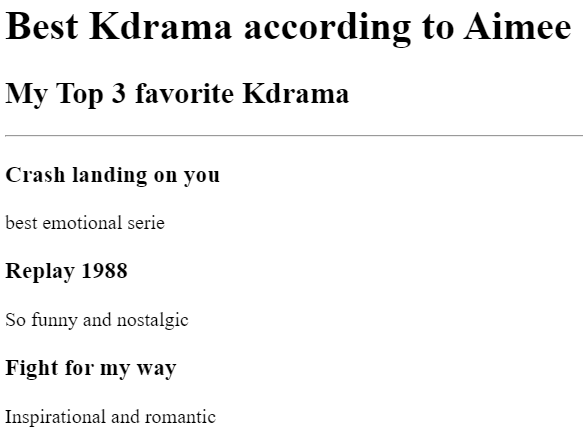 Best Kdrama according to Aimee
My Top 3 favorite Kdrama
Crash landing on you
best emotional serie
Replay 1988
So funny and nostalgic
Fight for my way
Inspirational and romantic